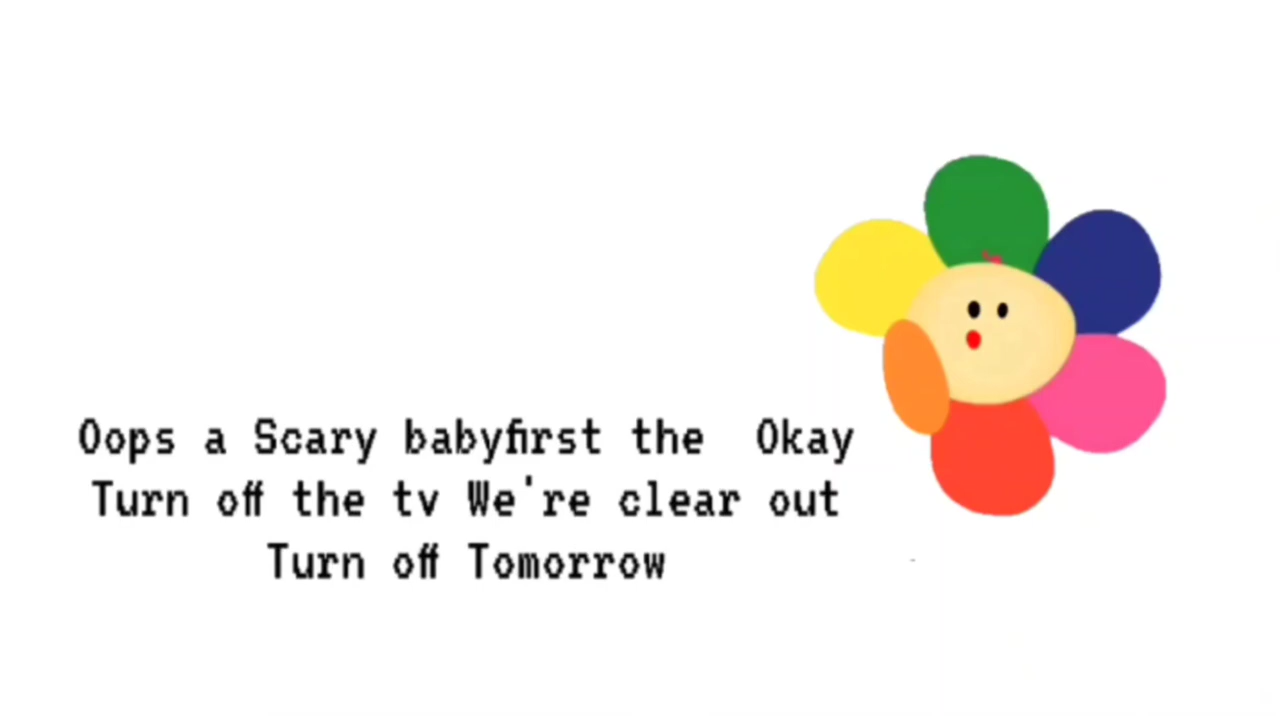 Oops a Scary babyfirst the  Okay
Turn off the tv We're clear out
Turn off Tomorrow